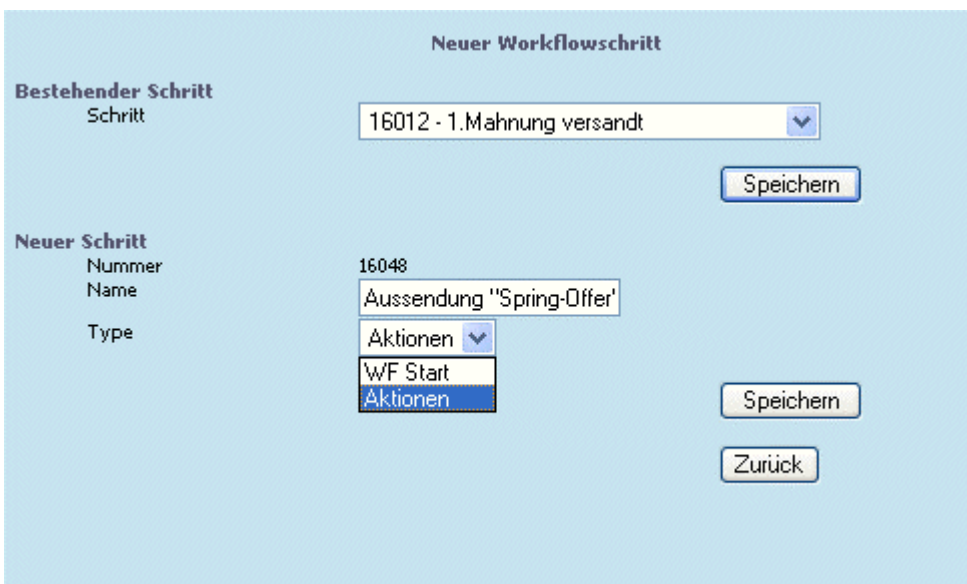 Neuer Workflowschritt
Bestehender Schritt
Schritt
16012 - 1.Mahnung versandt
Speichern
Neuer Schritt
Nummer
16048
Name
Aussendung "Spring-Offer"
Type
Aktionen
WF Start
Aktionen
Speichern
Zurück